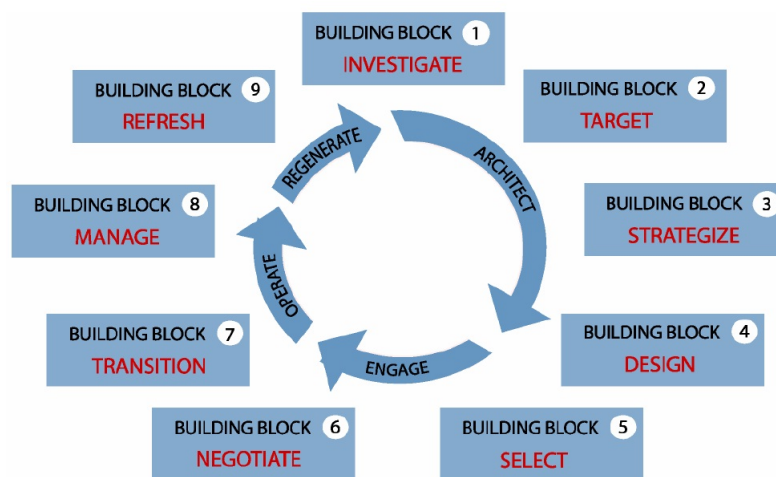 BUILDING BLOCK 1
INVESTIGATE
BUILDING BLOCK 2
TARGET
BUILDING BLOCK 3
STRATEGIZE
BUILDING BLOCK 4
DESIGN
BUILDING BLOCK 5
SELECT
BUILDING BLOCK 6
NEGOTIATE
BUILDING BLOCK 7
TRANSITION
BUILDING BLOCK 8
MANAGE
BUILDING BLOCK 9
REFRESH
ARCHITECT
ENGAGE
OPERATE
REGENERATE